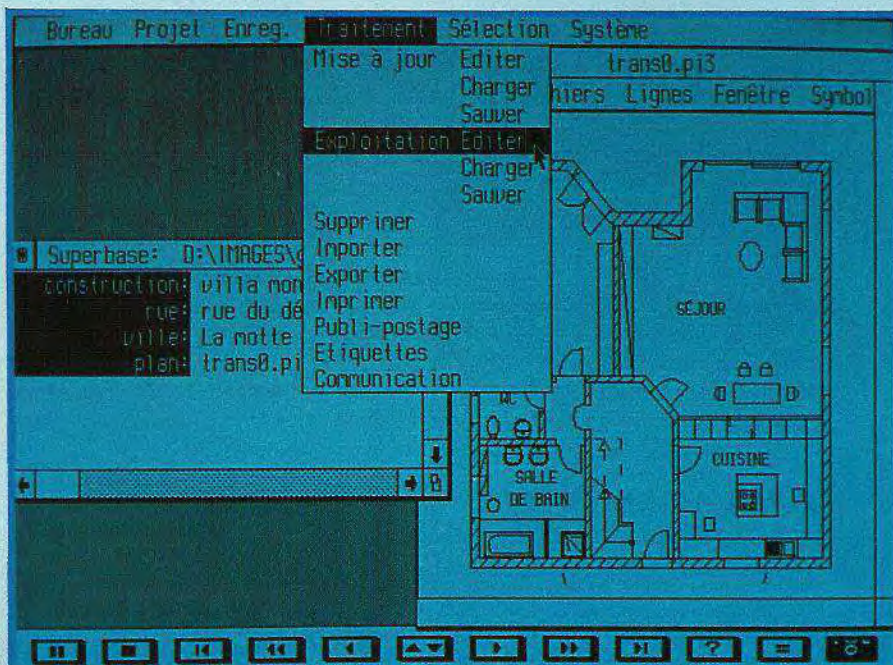 Bureau Projet Enreg. Traitement Sélection Système
Mise à jour Editer
Charger
Sauver
Exploitation Editer
Charger
Sauver
Supprimer
Importer
Exporter
Imprimer
Publi-postage
Etiquettes
Communication
trans0.pi3
hiers Lignes Fenêtre Symbol
Superbase: D:\IMAGES\
construction: villa mon
rue: rue du dé
ville: La motte
plan: trans0.pi
SÉJOUR
WC
SALLE
DE BAIN
CUISINE
?
=